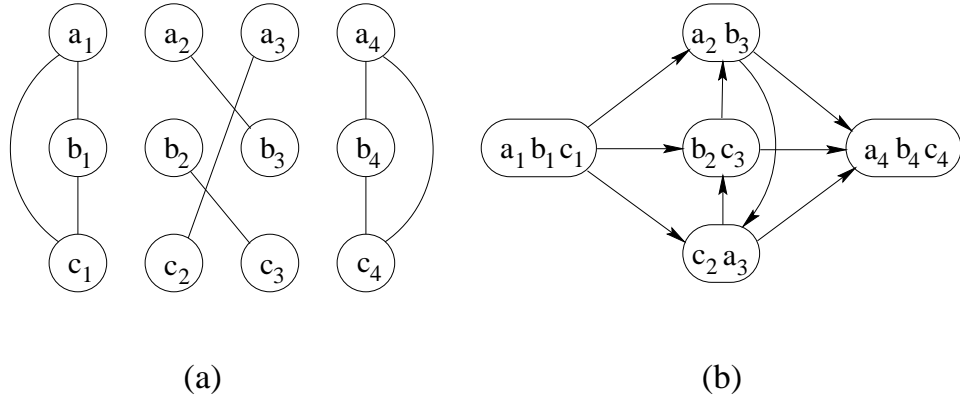 a₁ a₂ a₃ a₄
b₁ b₂ b₃ b₄
c₁ c₂ c₃ c₄
(a)
a₂ b₃
a₁ b₁ c₁ b₂ c₃ a₄ b₄ c₄
c₂ a₃
(b)